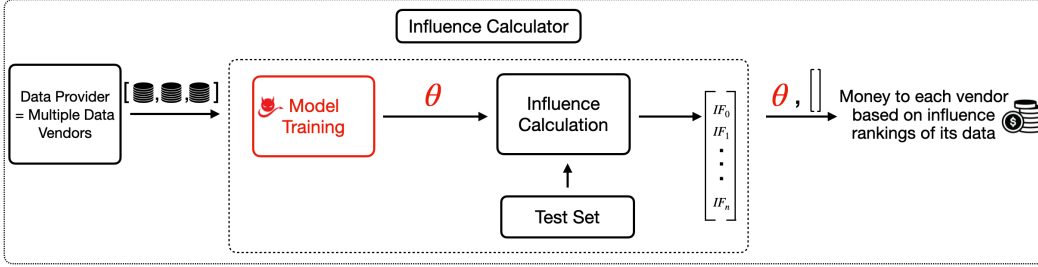 Influence Calculator
Data Provider
= Multiple Data
Vendors
[ , , ]
Model
Training
θ
Influence
Calculation
Test Set
IF0
IF1
.
.
.
.
IFn
θ , [ ]
Money to each vendor
based on influence
rankings of its data
$